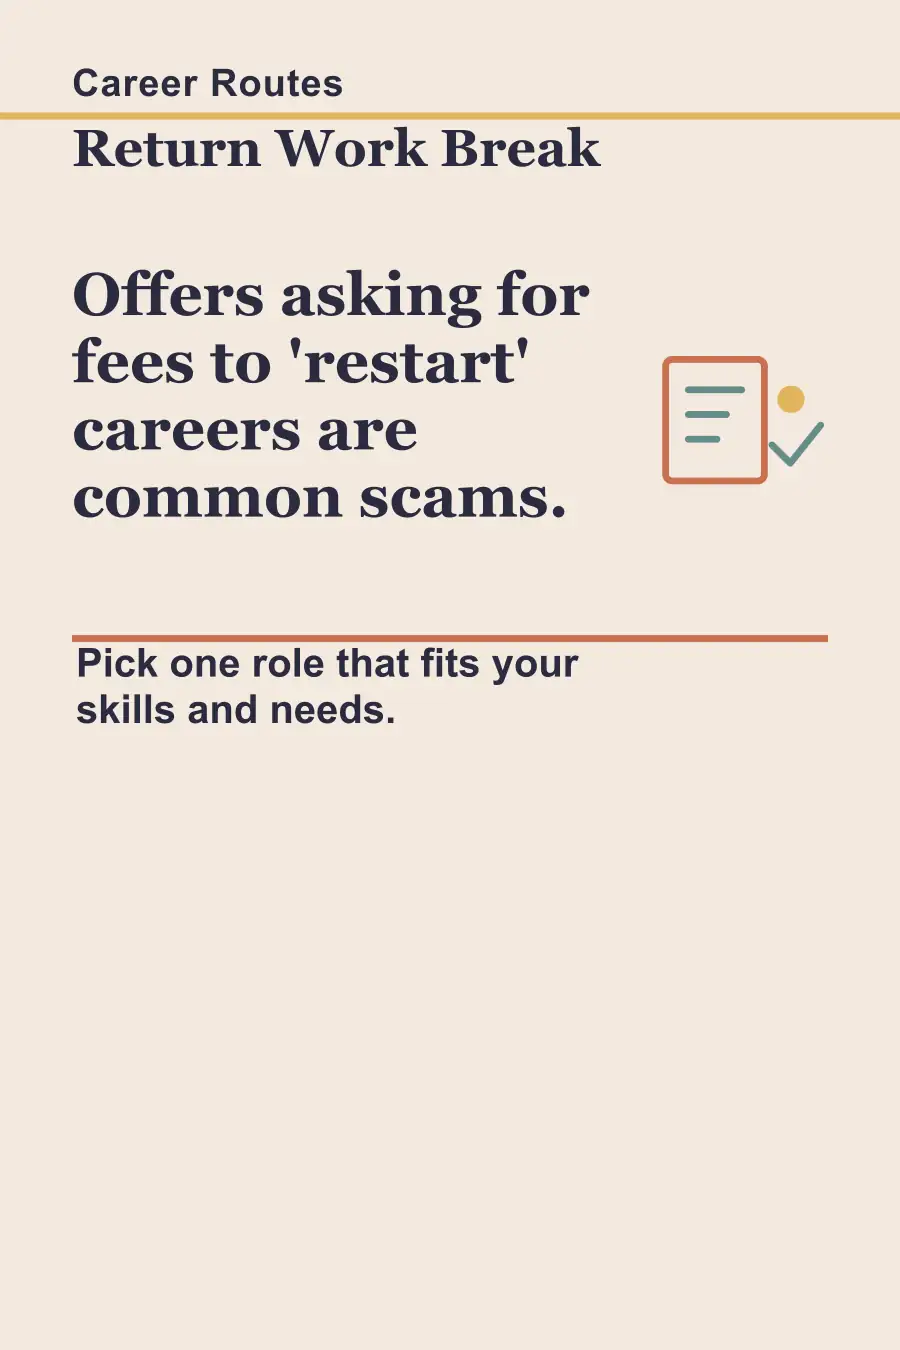 Career Routes
Return Work Break
Offers asking for
fees to 'restart'
careers are
common scams.
Pick one role that fits your
skills and needs.